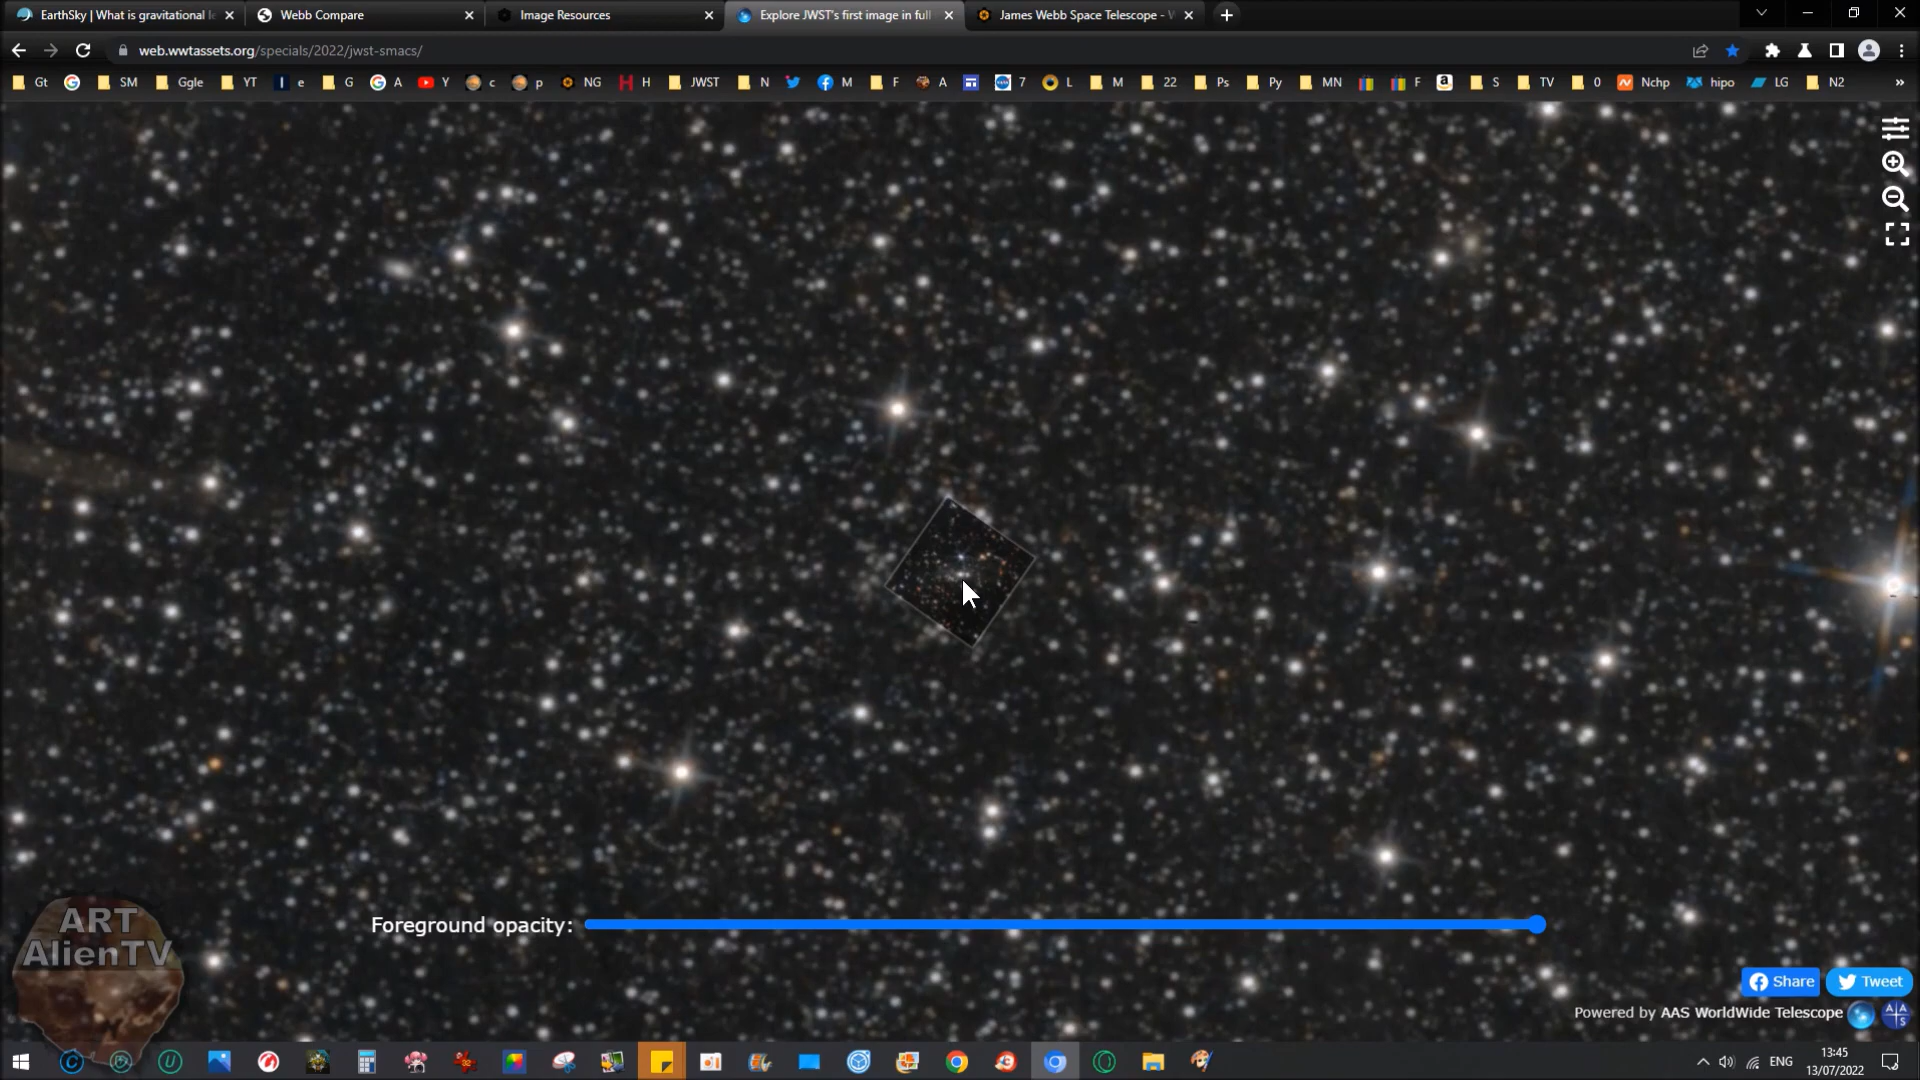 EarthSky | What is gravitational le
Webb Compare
Image Resources
Explore JWST's first image in full
James Webb Space Telescope - W
web.wwtassets.org/specials/2022/jwst-smacs/
Gt SM Ggle YT e G A Y c p NG H JWST N M F A 7 L M 22 Ps Py MN F S TV 0 Nchp hipo LG N2 »
Foreground opacity:
ART
AlienTV
Share Tweet
Powered by AAS WorldWide Telescope
ENG
13:45
13/07/2022